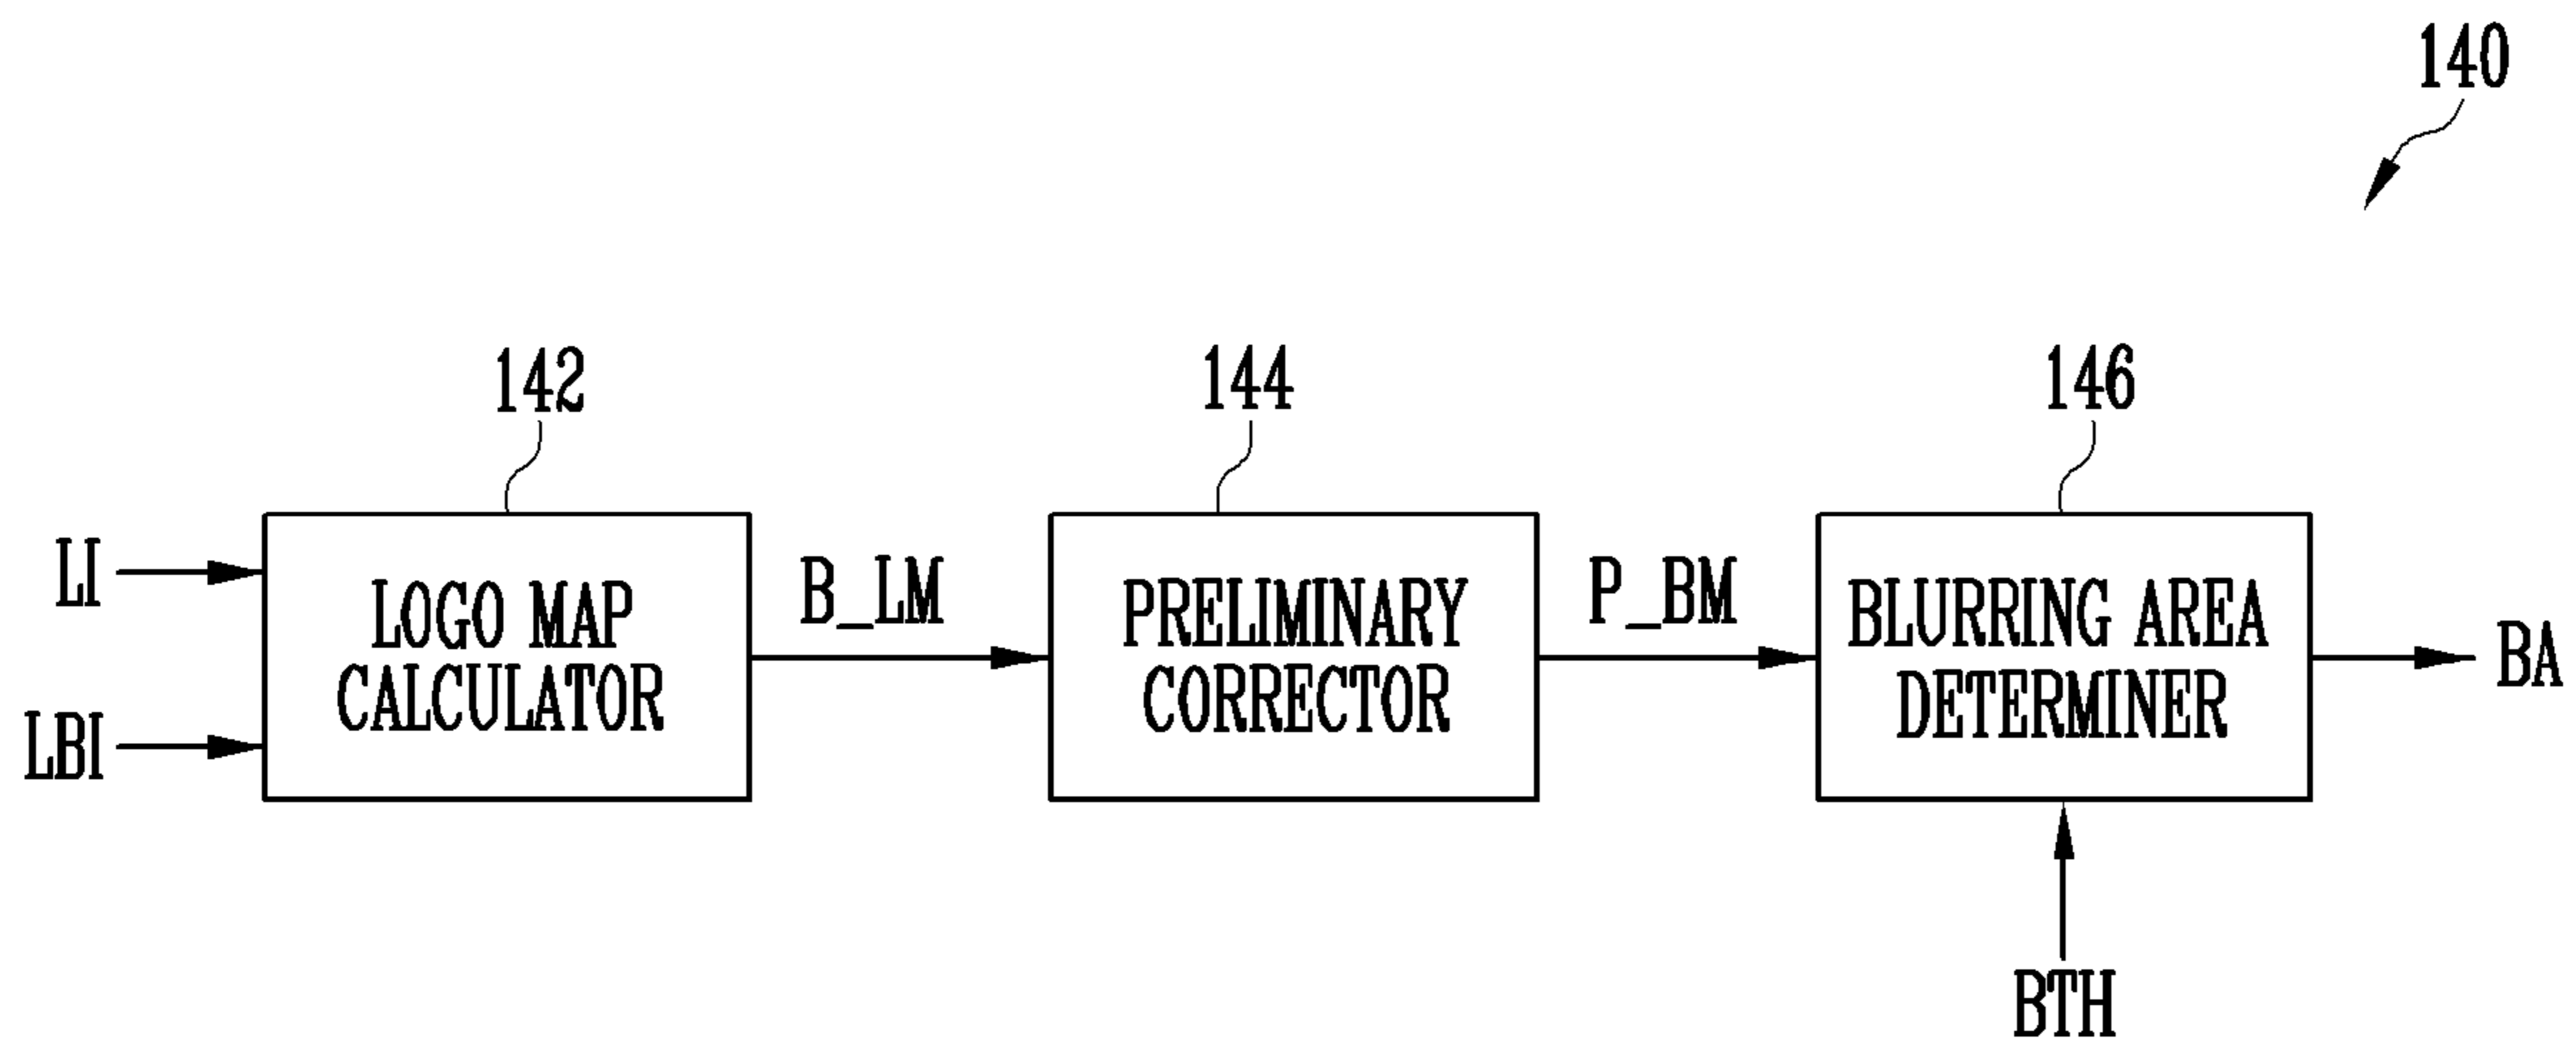 140
142
144
146
LI
LBI
LOGO MAP
CALCULATOR
B_LM
PRELIMINARY
CORRECTOR
P_BM
BLURRING AREA
DETERMINER
BA
BTH